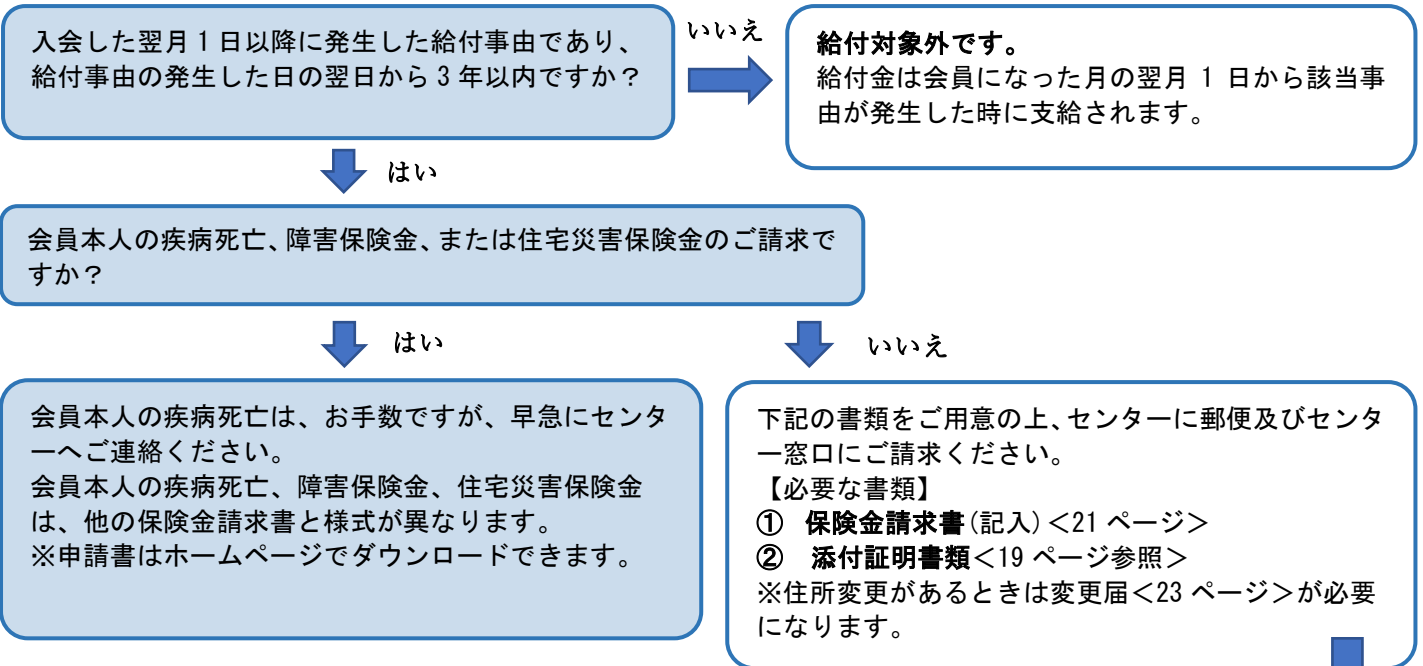 入会した翌月1日以降に発生した給付事由であり、
給付事由の発生した日の翌日から3年以内ですか？
いいえ
給付対象外です。
給付金は会員になった月の翌月 1 日から該当事
由が発生した時に支給されます。
はい
会員本人の疾病死亡、障害保険金、または住宅災害保険金のご請求で
すか？
はい
いいえ
会員本人の疾病死亡は、お手数ですが、早急にセンタ
ーへご連絡ください。
会員本人の疾病死亡、障害保険金、住宅災害保険金
は、他の保険金請求書と様式が異なります。
※申請書はホームページでダウンロードできます。
下記の書類をご用意の上、センターに郵便及びセンタ
ー窓口にご請求ください。
【必要な書類】
① 保険金請求書(記入)＜21 ページ＞
② 添付証明書類＜19 ページ参照＞
※住所変更があるときは変更届＜23 ページ＞が必要
になります。